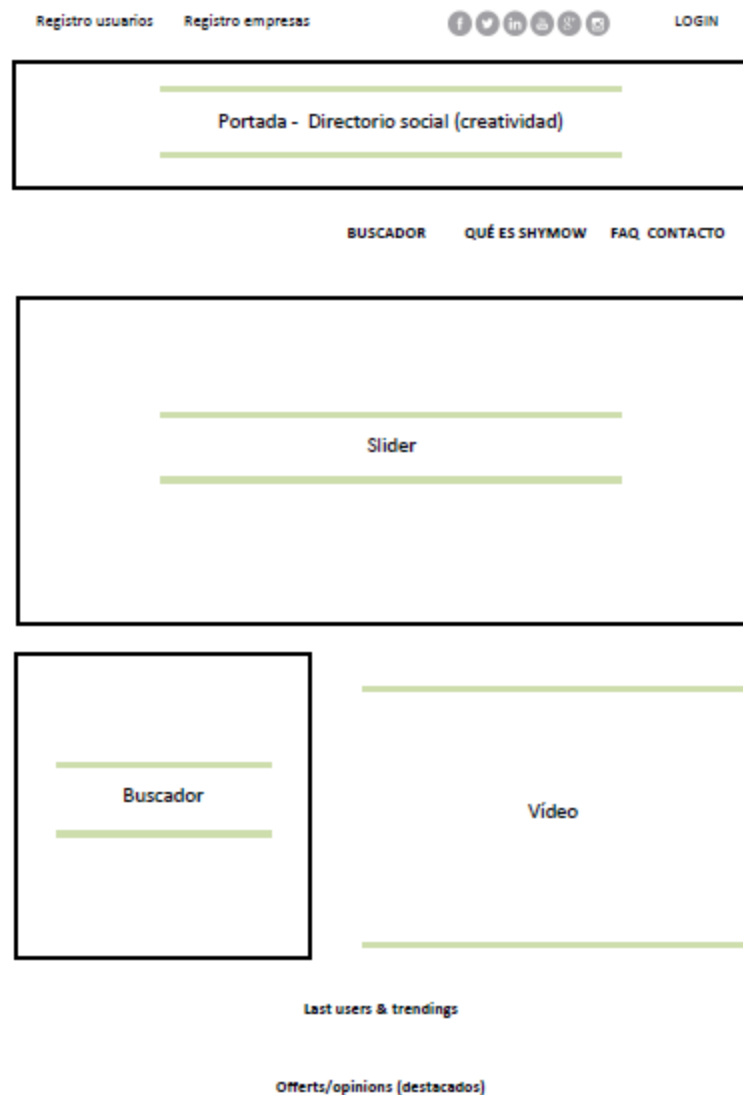 Registro usuarios Registro empresas LOGIN
Portada - Directorio social (creatividad)
BUSCADOR QUÉ ES SHYMOW FAQ CONTACTO
Slider
Buscador
Vídeo
Last users & trendings
Offerts/opinions (destacados)